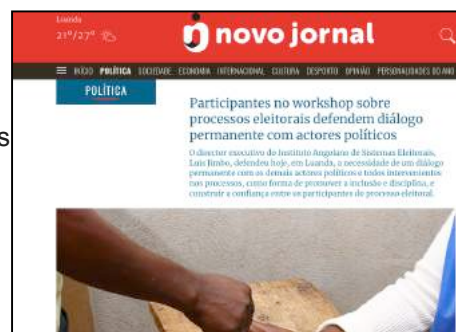 Luanda
21º/27º
novo jornal
INÍCIO POLÍTICA SOCIEDADE ECONOMIA INTERNACIONAL CULTURA DESPORTO OPINIÃO PERSONALIDADES DO ANO
POLÍTICA
Participantes no workshop sobre
processos eleitorais defendem diálogo
permanente com actores políticos
O director executivo do Instituto Angolano de Sistemas Eleitorais,
Luís Jimbo, defendeu hoje, em Luanda, a necessidade de um diálogo
permanente com os demais actores políticos e todos intervenientes
nos processos, como forma de promover a inclusão e disciplina, e
construir a confiança entre os participantes do processo eleitoral.